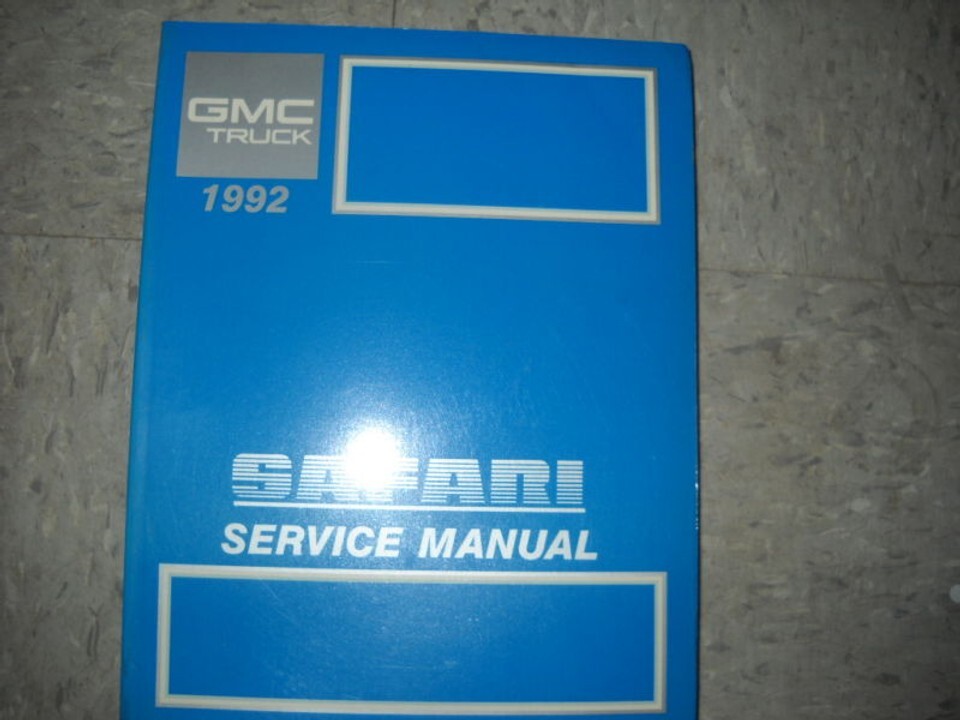 GMC
TRUCK
1992
SAFARI
SERVICE MANUAL